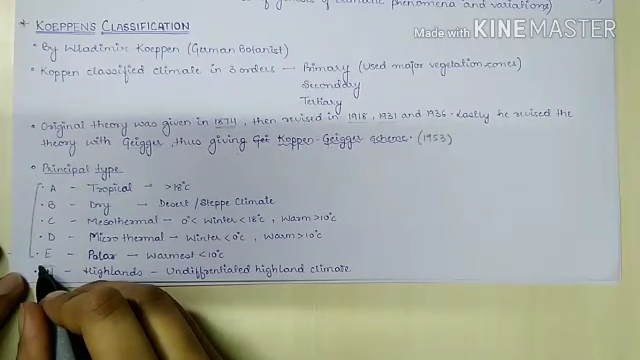 of genesis of climatic phenomena and variations)
Made with KINEMASTER
* KOEPPENS CLASSIFICATION
• By Wladimir Koeppen (German Botanist)
• Koppen classified climate in 3 orders — Primary (Used major vegetation zones)
Secondary
Tertiary
• Original theory was given in 1874, then revised in 1918, 1931 and 1936. Lastly he revised the
theory with Geigger, thus giving Gei Koppen-Geigger scheme. (1953)
• Principal type
• A - Tropical - >18°C
• B - Dry - Desert/Steppe Climate
• C - Mesothermal - 0°< Winter < 18°C, Warm >10°C
• D - Microthermal - Winter <0°C, Warm >10°C
• E - Polar - Warmest <10°C
- Highlands - Undifferentiated highland climate